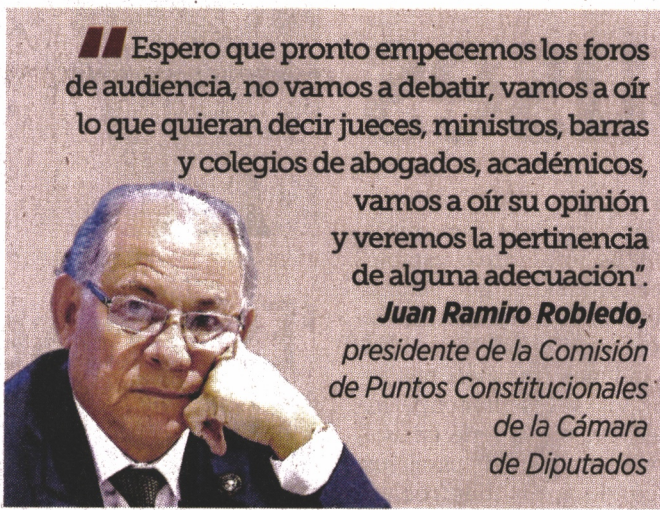 "Espero que pronto empecemos los foros
de audiencia, no vamos a debatir, vamos a oír
lo que quieran decir jueces, ministros, barras
y colegios de abogados, académicos,
vamos a oír su opinión
y veremos la pertinencia
de alguna adecuación".
Juan Ramiro Robledo,
presidente de la Comisión
de Puntos Constitucionales
de la Cámara
de Diputados